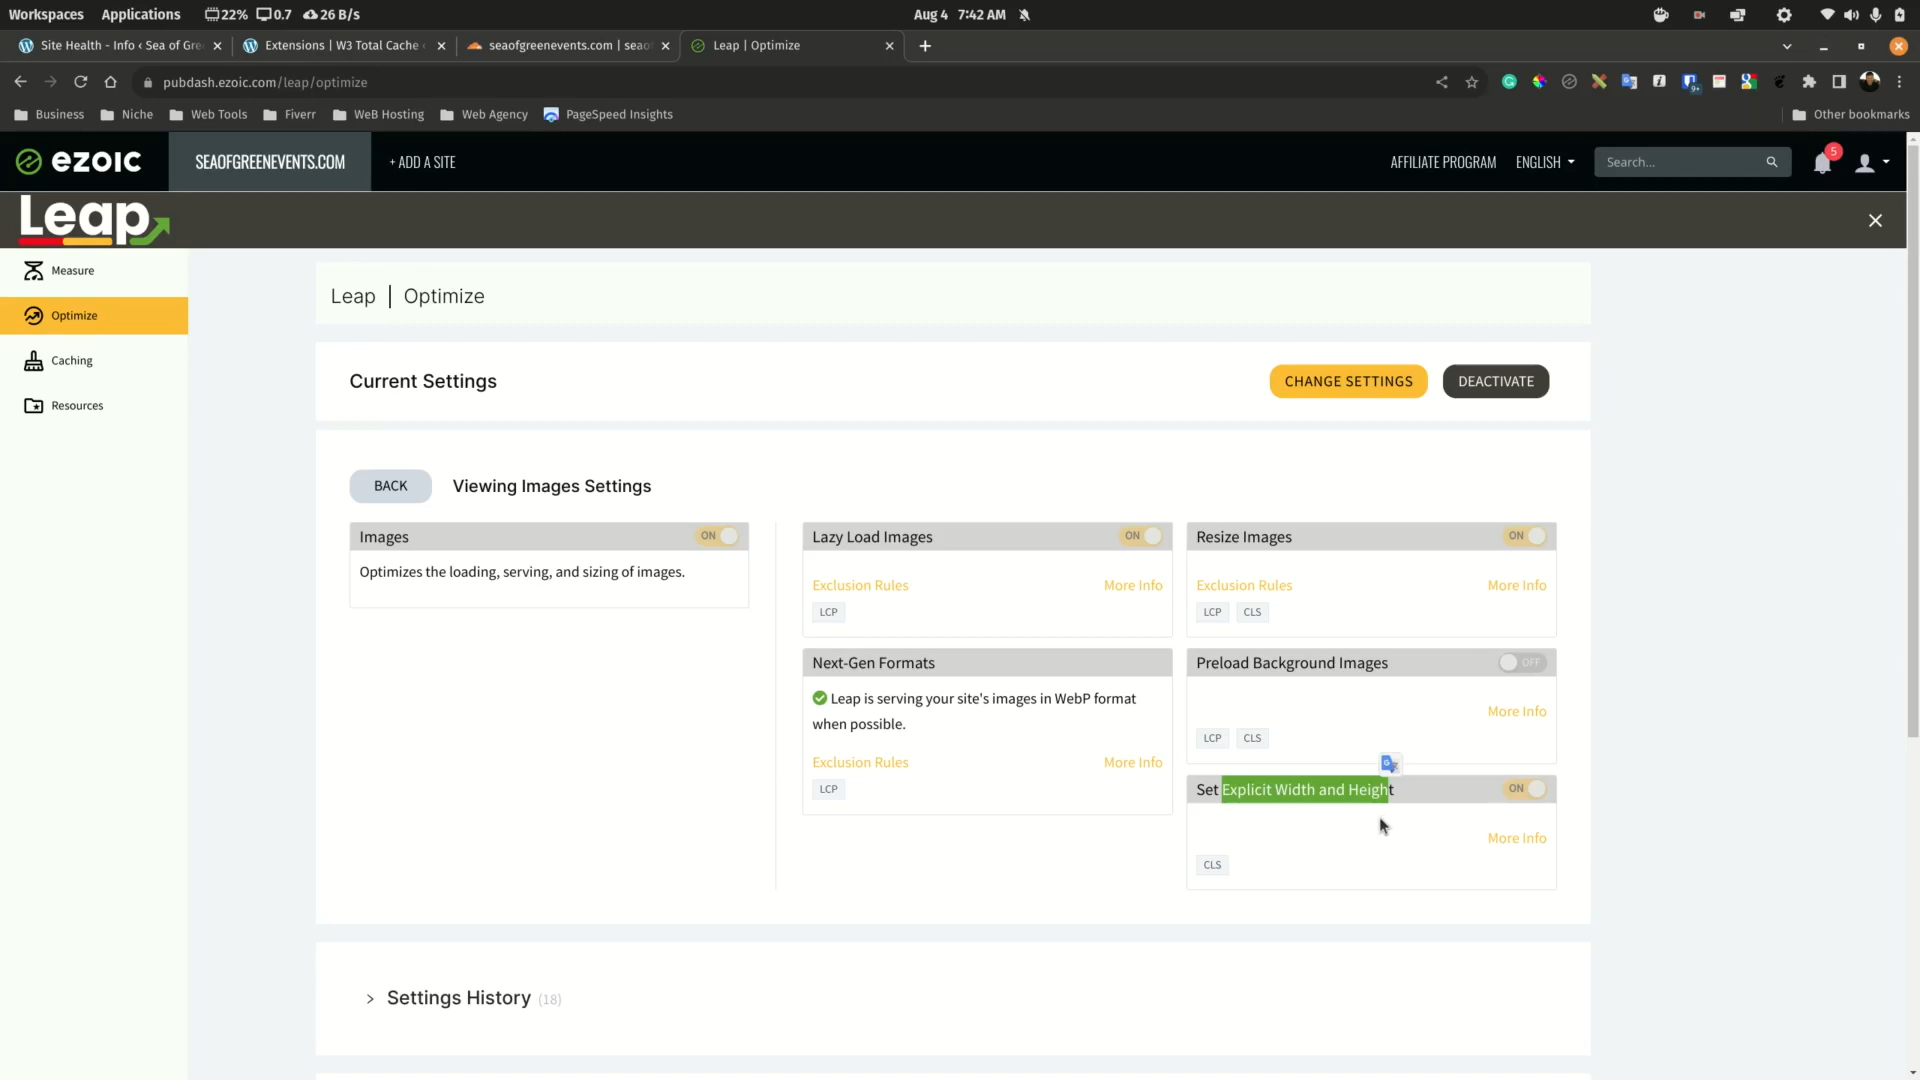 Workspaces Applications 22% 0.7 26 B/s Aug 4 7:42 AM
Site Health - Info ‹ Sea of Gre Extensions | W3 Total Cache ‹ seaofgreenevents.com | seaof Leap | Optimize
pubdash.ezoic.com/leap/optimize 9+
Business Niche Web Tools Fiverr WeB Hosting Web Agency PageSpeed Insights Other bookmarks
ezoic SEAOFGREENEVENTS.COM + ADD A SITE AFFILIATE PROGRAM ENGLISH Search... 5
Leap
Measure
Optimize
Caching
Resources
Leap | Optimize
Current Settings CHANGE SETTINGS DEACTIVATE
BACK Viewing Images Settings
Images ON
Optimizes the loading, serving, and sizing of images.
Lazy Load Images ON
Exclusion Rules More Info
LCP
Resize Images ON
Exclusion Rules More Info
LCP CLS
Next-Gen Formats
Leap is serving your site's images in WebP format
when possible.
Exclusion Rules More Info
LCP
Preload Background Images OFF
More Info
LCP CLS
Set Explicit Width and Height ON
More Info
CLS
> Settings History (18)